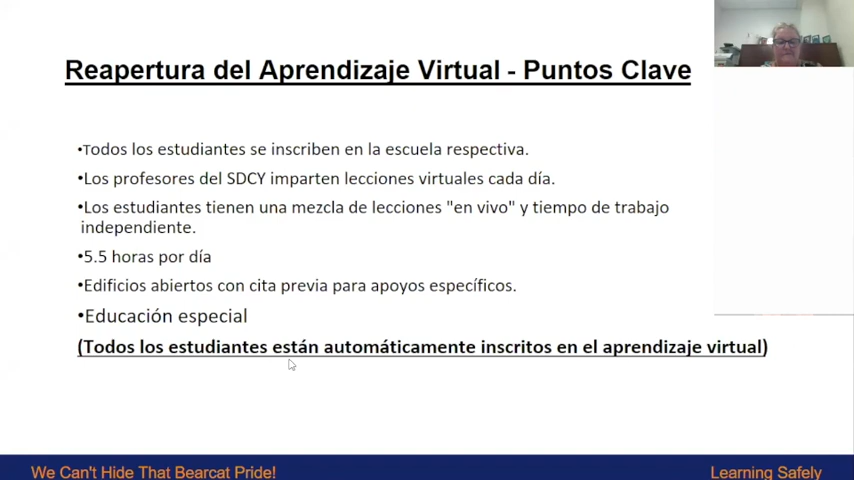 Reapertura del Aprendizaje Virtual - Puntos Clave
•Todos los estudiantes se inscriben en la escuela respectiva.
•Los profesores del SDCY imparten lecciones virtuales cada día.
•Los estudiantes tienen una mezcla de lecciones "en vivo" y tiempo de trabajo
independiente.
•5.5 horas por día
•Edificios abiertos con cita previa para apoyos específicos.
•Educación especial
(Todos los estudiantes están automáticamente inscritos en el aprendizaje virtual)
We Can't Hide That Bearcat Pride!
Learning Safely